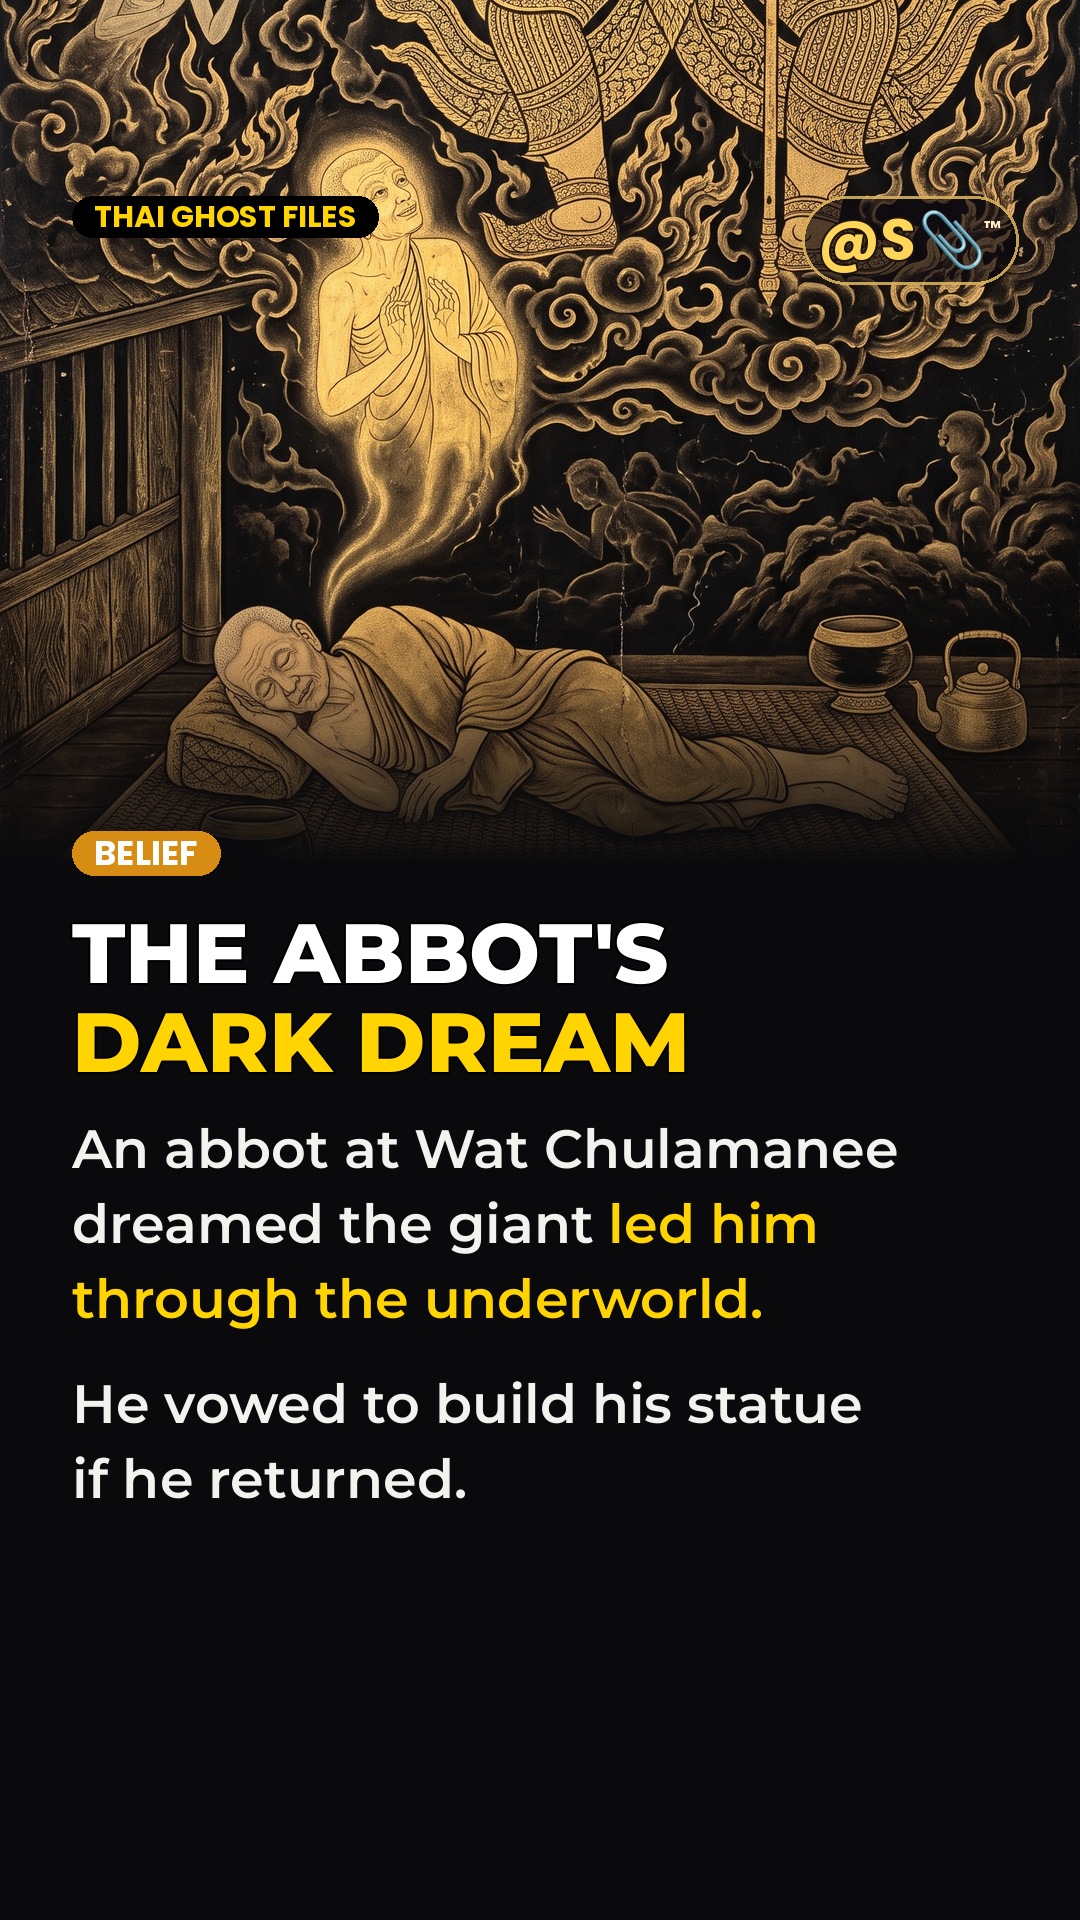 THAI GHOST FILES
@S📎™
BELIEF
THE ABBOT'S
DARK DREAM
An abbot at Wat Chulamanee
dreamed the giant led him
through the underworld.
He vowed to build his statue
if he returned.